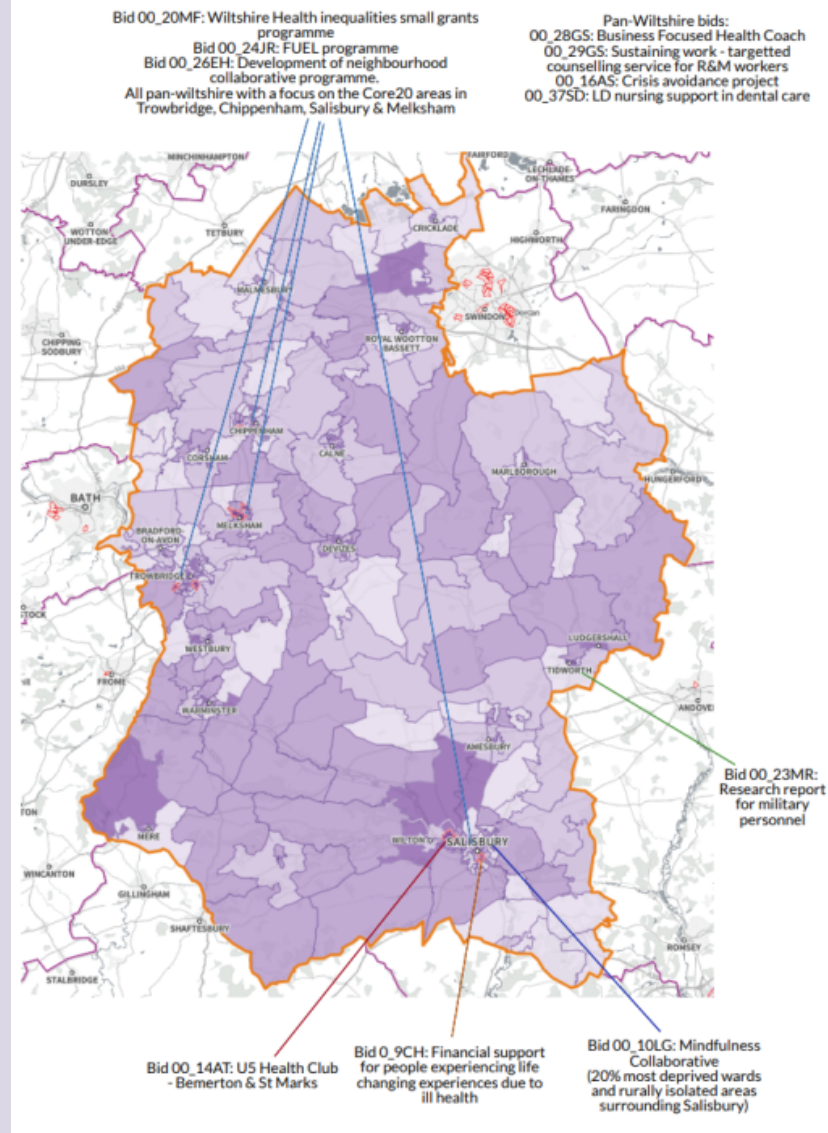 Bid 00_20MF: Wiltshire Health inequalities small grants
programme
Bid 00_24JR: FUEL programme
Bid 00_26EH: Development of neighbourhood
collaborative programme.
All pan-wiltshire with a focus on the Core20 areas in
Trowbridge, Chippenham, Salisbury & Melksham
Pan-Wiltshire bids:
00_28GS: Business Focused Health Coach
00_29GS: Sustaining work - targetted
counselling service for R&M workers
00_16AS: Crisis avoidance project
00_37SD: LD nursing support in dental care
MINCHINHAMPTON
FAIRFORD
LECHLADE-
ON-THAMES
DURSLEY
FARINGDON
WOTTON
UNDER-EDGE
TETBURY
CRICKLADE
HIGHWORTH
MALMESBURY
SWINDON
CHIPPING
SODBURY
ROYAL WOOTTON
BASSETT
CHIPPENHAM
CORSHAM
CALNE
MARLBOROUGH
HUNGERFORD
BATH
MELKSHAM
BRADFORD-
ON-AVON
DEVIZES
TROWBRIDGE
STOCK
LUDGERSHALL
WESTBURY
TIDWORTH
FROME
WARMINSTER
ANDOVE
AMESBURY
Bid 00_23MR:
Research report
for military
personnel
TON
MERE
WILTON
SALISBURY
WINCANTON
GILLINGHAM
SHAFTESBURY
ROMSEY
STALBRIDGE
Bid 00_14AT: U5 Health Club
- Bemerton & St Marks
Bid 0_9CH: Financial support
for people experiencing life
changing experiences due to
ill health
Bid 00_10LG: Mindfulness
Collaborative
(20% most deprived wards
and rurally isolated areas
surrounding Salisbury)